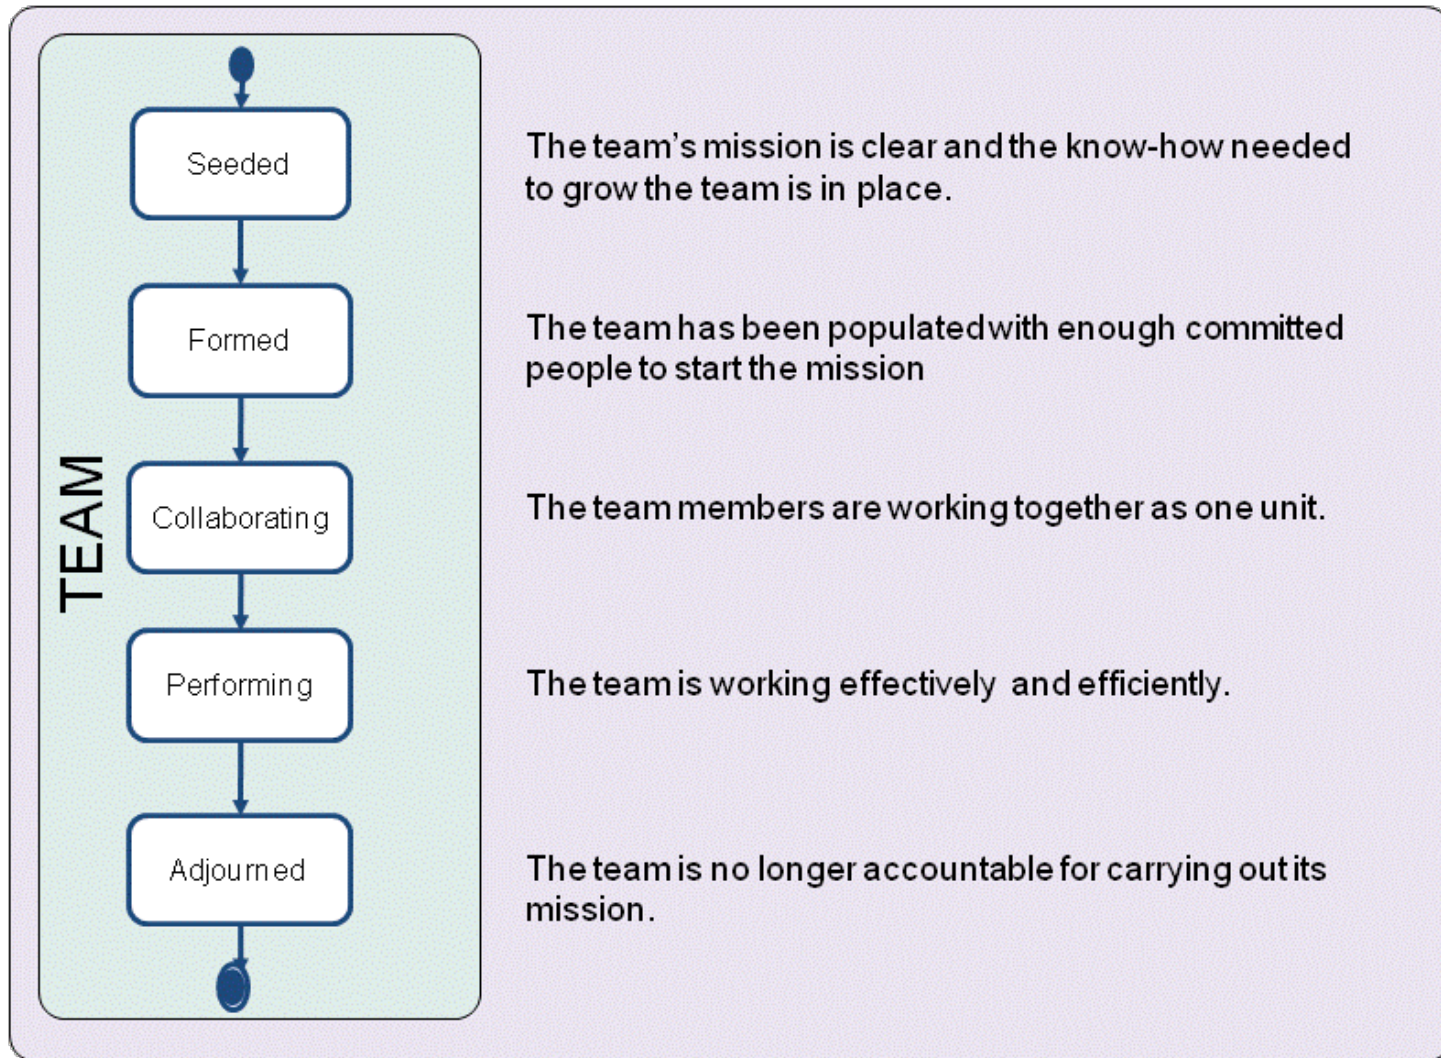 TEAM
Seeded
The team's mission is clear and the know-how needed
to grow the team is in place.
Formed
The team has been populated with enough committed
people to start the mission
Collaborating
The team members are working together as one unit.
Performing
The team is working effectively and efficiently.
Adjourned
The team is no longer accountable for carrying out its
mission.